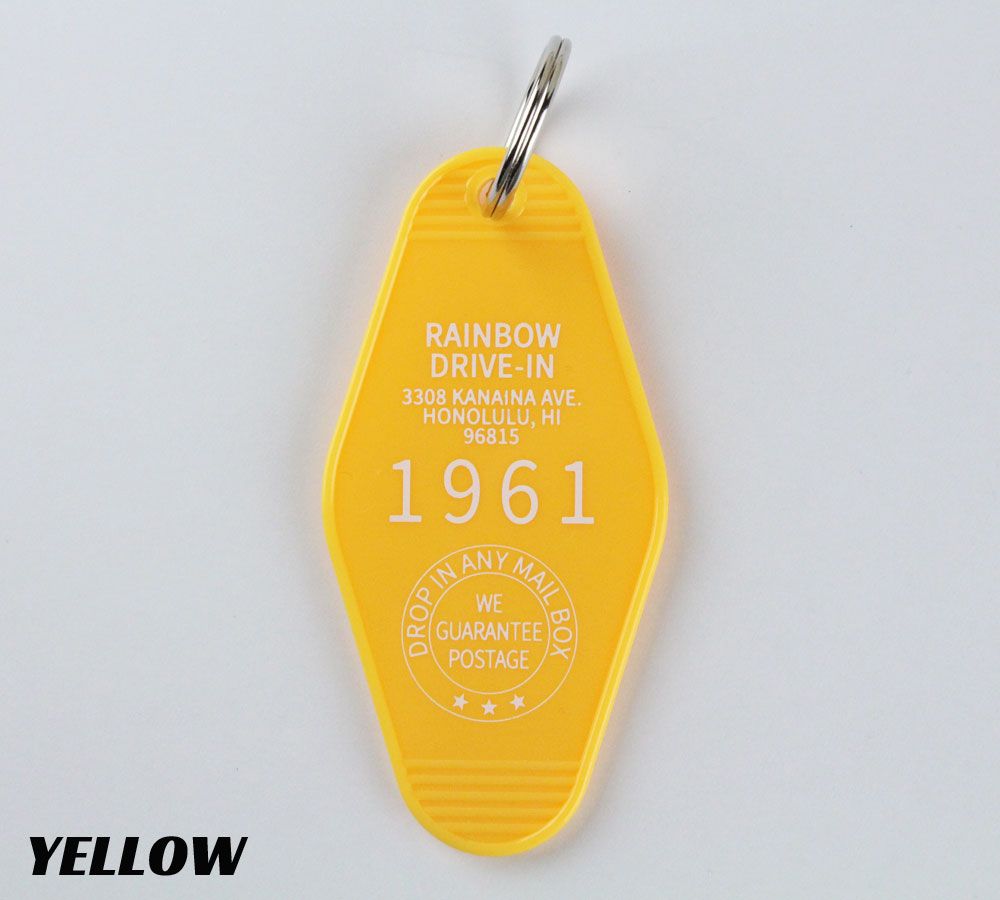 RAINBOW
DRIVE-IN
3308 KANAINA AVE.
HONOLULU, HI
96815
1961
DROP IN ANY MAIL BOX
WE
GUARANTEE
POSTAGE
YELLOW